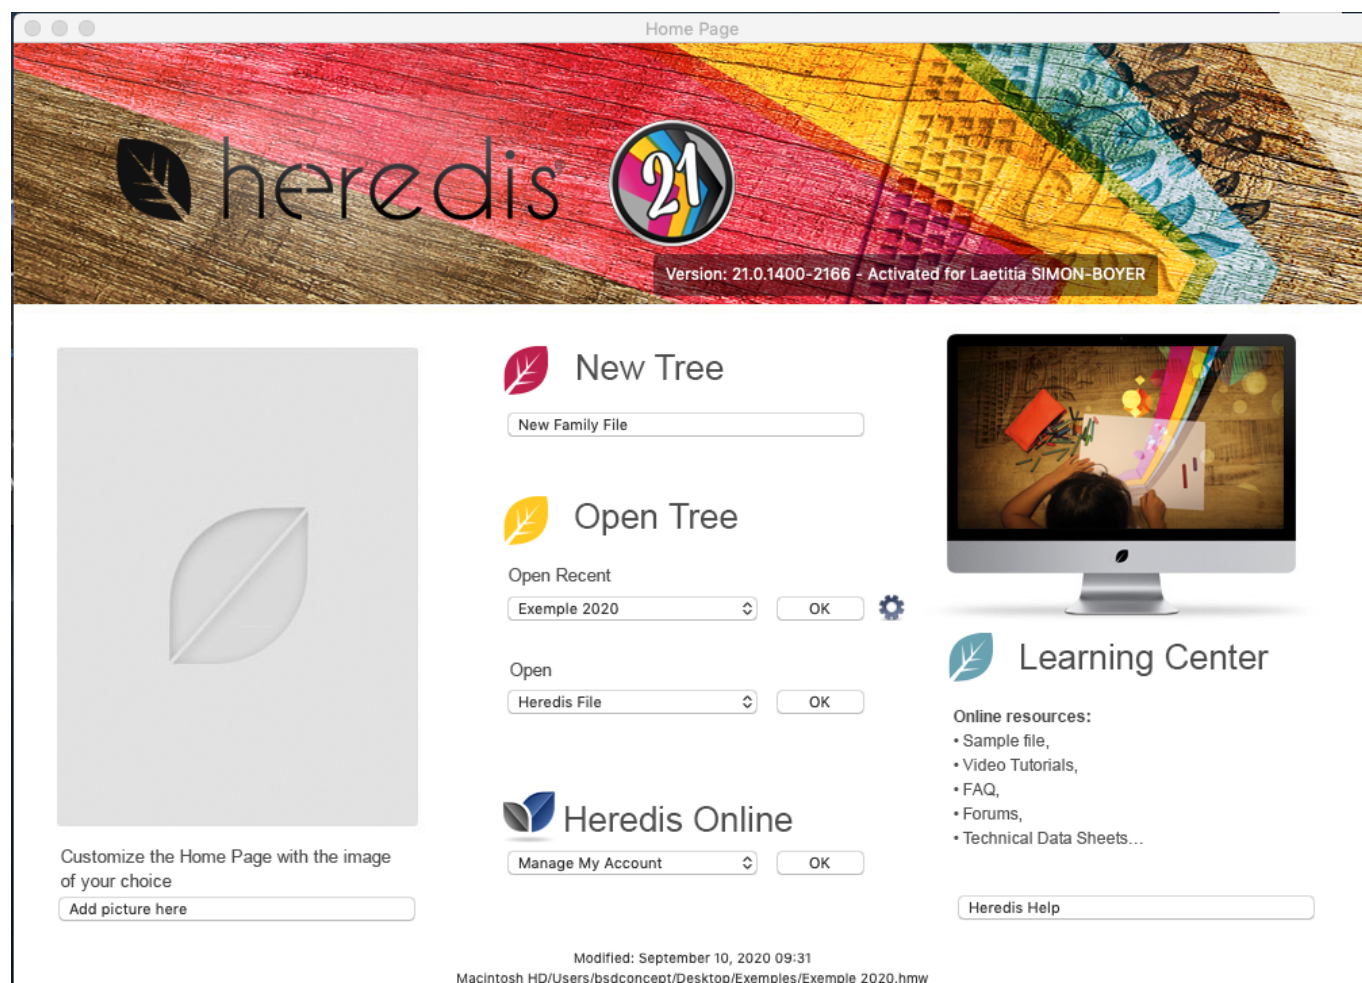 Home Page
heredis®
21
Version: 21.0.1400-2166 - Activated for Laetitia SIMON-BOYER
New Tree
New Family File
Open Tree
Open Recent
Exemple 2020
OK
Open
Heredis File
OK
Heredis Online
Manage My Account
OK
Customize the Home Page with the image
of your choice
Add picture here
Learning Center
Online resources:
• Sample file,
• Video Tutorials,
• FAQ,
• Forums,
• Technical Data Sheets...
Heredis Help
Modified: September 10, 2020 09:31
Macintosh HD/Users/bsdconcept/Desktop/Exemples/Exemple 2020.hmw